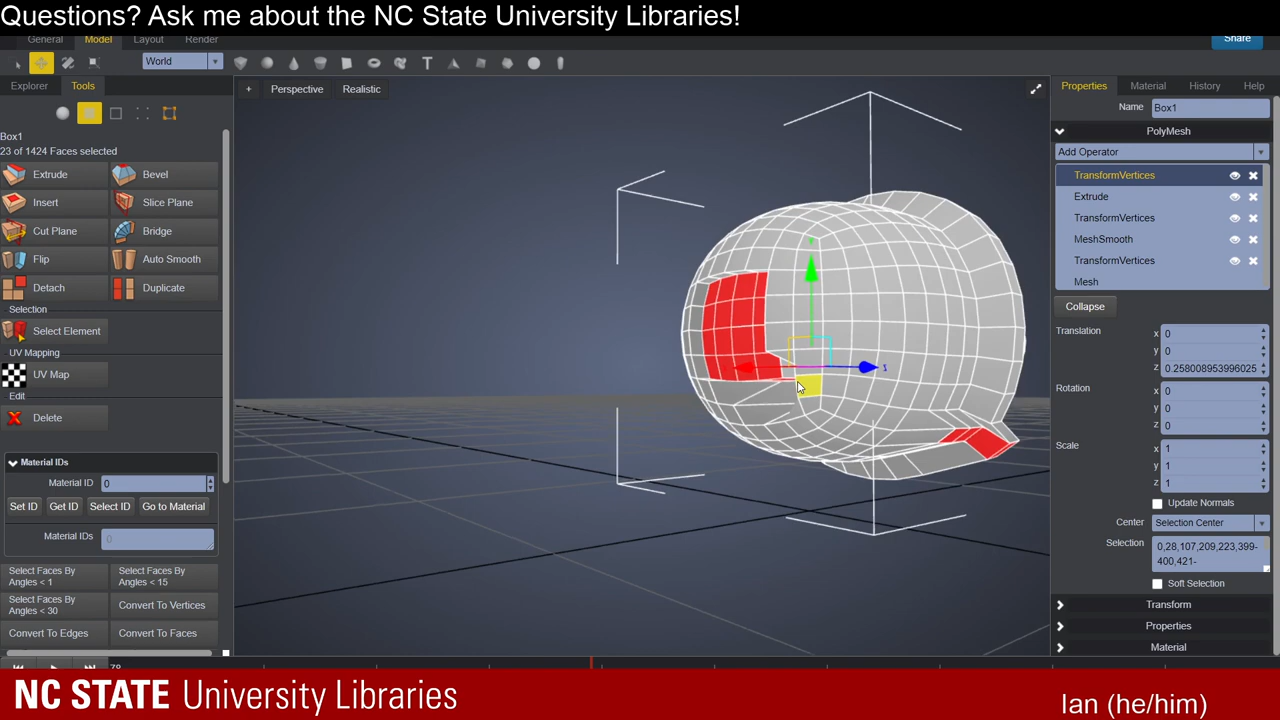 Questions? Ask me about the NC State University Libraries!
General Model Layout Render
Share
World
T
Explorer Tools
+ Perspective Realistic
Properties Material History Help
Name Box1
Box1
23 of 1424 Faces selected
PolyMesh
Add Operator
Extrude Bevel
Insert Slice Plane
Cut Plane Bridge
Flip Auto Smooth
Detach Duplicate
Selection
Select Element
UV Mapping
UV Map
Edit
Delete
TransformVertices
Extrude
TransformVertices
MeshSmooth
TransformVertices
Mesh
Collapse
Translation x 0
y 0
z 0.258008953996025
Rotation x 0
y 0
z 0
Scale x 1
y 1
z 1
Update Normals
Center Selection Center
Selection 0,28,107,209,223,399-
400,421-
Soft Selection
Transform
Properties
Material
Material IDs
Material ID 0
Set ID Get ID Select ID Go to Material
Material IDs 0
Select Faces By
Angles < 1
Select Faces By
Angles < 15
Select Faces By
Angles < 30
Convert To Vertices
Convert To Edges Convert To Faces
78
NC STATE University Libraries
Ian (he/him)